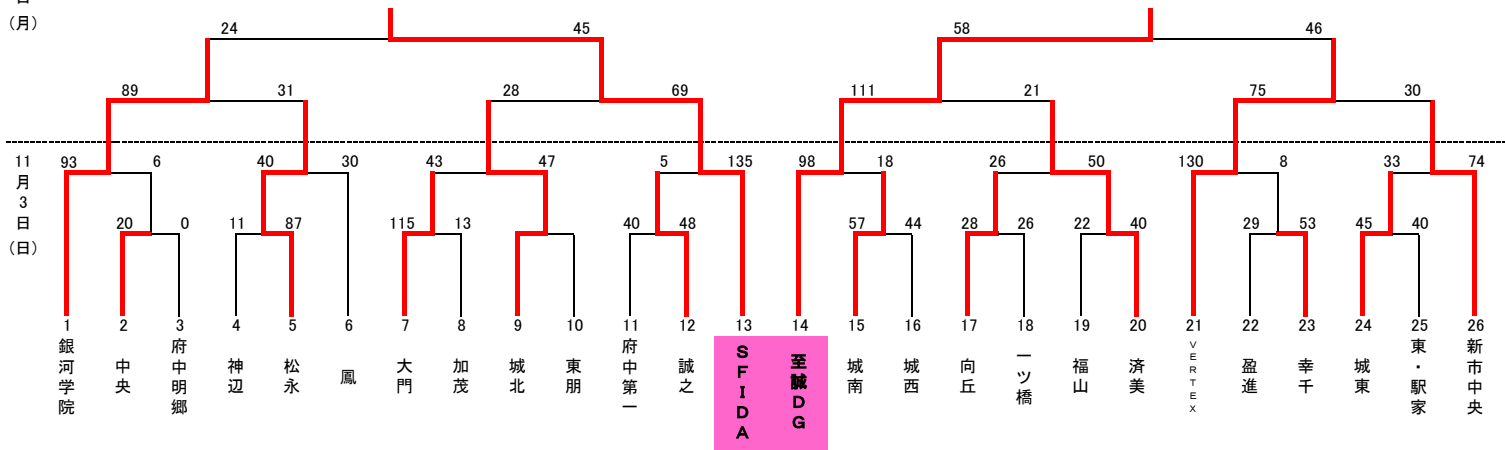 日
（月）
24 45 58 46
89 31 28 69 111 21 75 30
11月3日（日）
93 6 40 30 43 47 5 135 98 18 26 50 130 8 33 74
20 0 11 87 115 13 40 48 57 44 28 26 22 40 29 53 45 40
1 2 3 4 5 6 7 8 9 10 11 12 13 14 15 16 17 18 19 20 21 22 23 24 25 26
銀河学院
中央
府中明郷
神辺
松永
鳳
大門
加茂
城北
東朋
府中第一
誠之
SFIDA
至誠DG
城南
城西
向丘
一ツ橋
福山
済美
VERTEX
盈進
幸千
城東
東・駅家
新市中央